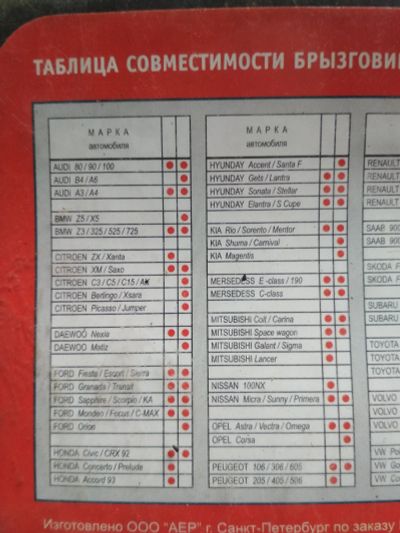 ТАБЛИЦА СОВМЕСТИМОСТИ
МАРКА
автомобиля
AUDI 80 / 90 / 100
AUDI B4 / A6
AUDI A3 / A4
BMW Z5 / X5
BMW Z3 / 325 / 525 / 725
CITROEN ZX / Xanta
CITROEN XM / Saxo
CITROEN C3 / C5 / C15 / AX
CITROEN Berlingo / Xsara
CITROEN Picasso / Jumper
DAEWOO Nexia
DAEWOO Matiz
FORD Fiesta / Escort / Sierra
FORD Granada / Transit
FORD Sapphire / Scorpio / KA
FORD Mondeo / Focus / C-MAX
FORD Orion
HONDA Civic / CRX 92
HONDA Concerto / Prelude
HONDA Accord 93
МАРКА
автомобиля
HYUNDAY Accent / Santa F
HYUNDAY Gets / Lantra
HYUNDAY Sonata / Stellar
HYUNDAY Elantra / S Cupe
KIA Rio / Sorento / Mentor
KIA Shuma / Carnival
KIA Magentis
MERSEDESS E -class / 190
MERSEDESS C-class
MITSUBISHI Colt / Carina
MITSUBISHI Space wagon
MITSUBISHI Galant / Sigma
MITSUBISHI Lancer
NISSAN 100NX
NISSAN Micra / Sunny / Primera
OPEL Astra / Vectra / Omega
OPEL Corsa
PEUGEOT 106 / 306 / 605
PEUGEOT 205 / 405 / 506
RENAULT
RENAULT
RENAULT
RENAULT
SAAB 900
SAAB 900
SKODA
SKODA
SUBARU
SUBARU
TOYOTA
TOYOTA
TOYOTA
VOLVO
VOLVO
VOLVO
VW
VW
VW
Изготовлено ООО "АЕР" г. Санкт-Петербург по заказу